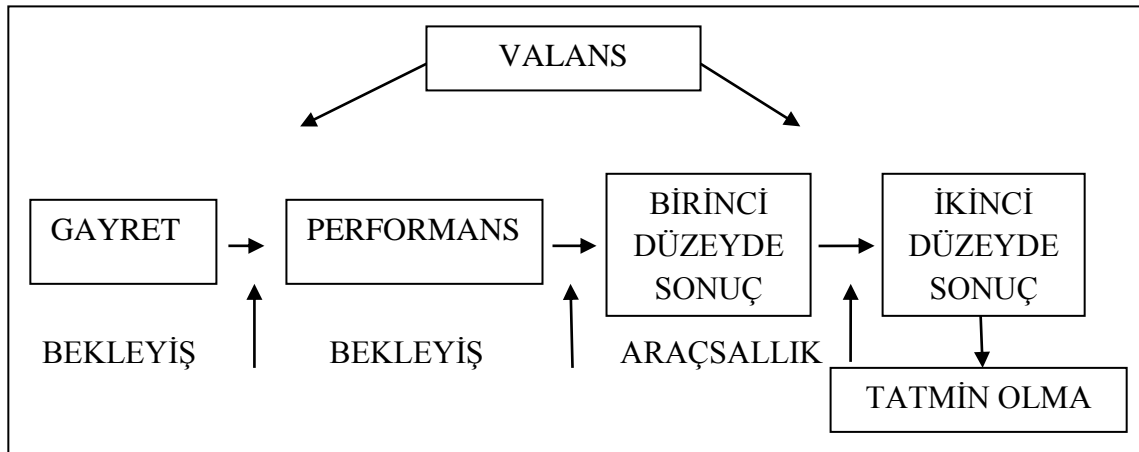 VALANS
GAYRET
PERFORMANS
BİRİNCİ
DÜZEYDE
SONUÇ
İKİNCİ
DÜZEYDE
SONUÇ
BEKLEYİŞ
BEKLEYİŞ
ARAÇSALLIK
TATMİN OLMA